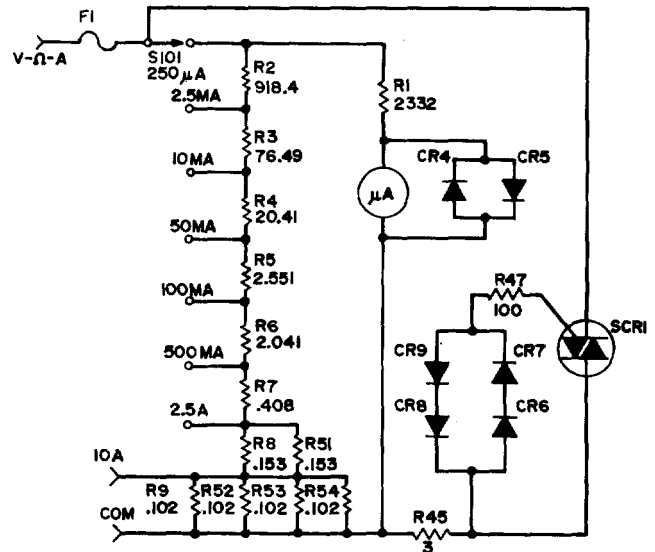 F1
V-Ω-A
S101
250µA
R2
918.4
R1
2332
2.5MA
R3
76.49
CR4
CR5
10MA
µA
R4
20.41
50MA
R5
2.551
R47
100
100MA
SCR1
R6
2.041
CR9
CR7
500MA
R7
.408
CR8
CR6
2.5A
R8
.153
R51
.153
10A
R9
.102
R52
.102
R53
.102
R54
.102
COM
R45
3